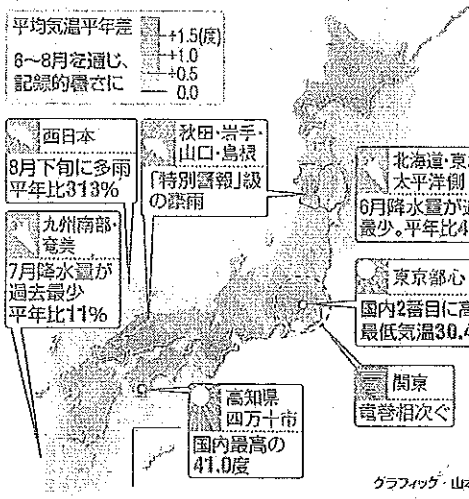 平均気温平年差
6〜8月を通じ、
記録的暑さに
+1.5(度)
+1.0
+0.5
0.0
西日本
8月下旬に多雨
平年比313%
秋田・岩手・
山口・島根
「特別警報」級
の豪雨
北海道・東
太平洋側
6月降水量が過
最少。平年比4
九州南部・
奄美
7月降水量が
過去最少
平年比11%
東京都心
国内2番目に高
最低気温30.4
関東
竜巻相次ぐ
高知県
四万十市
国内最高の
41.0度
グラフィック・山本